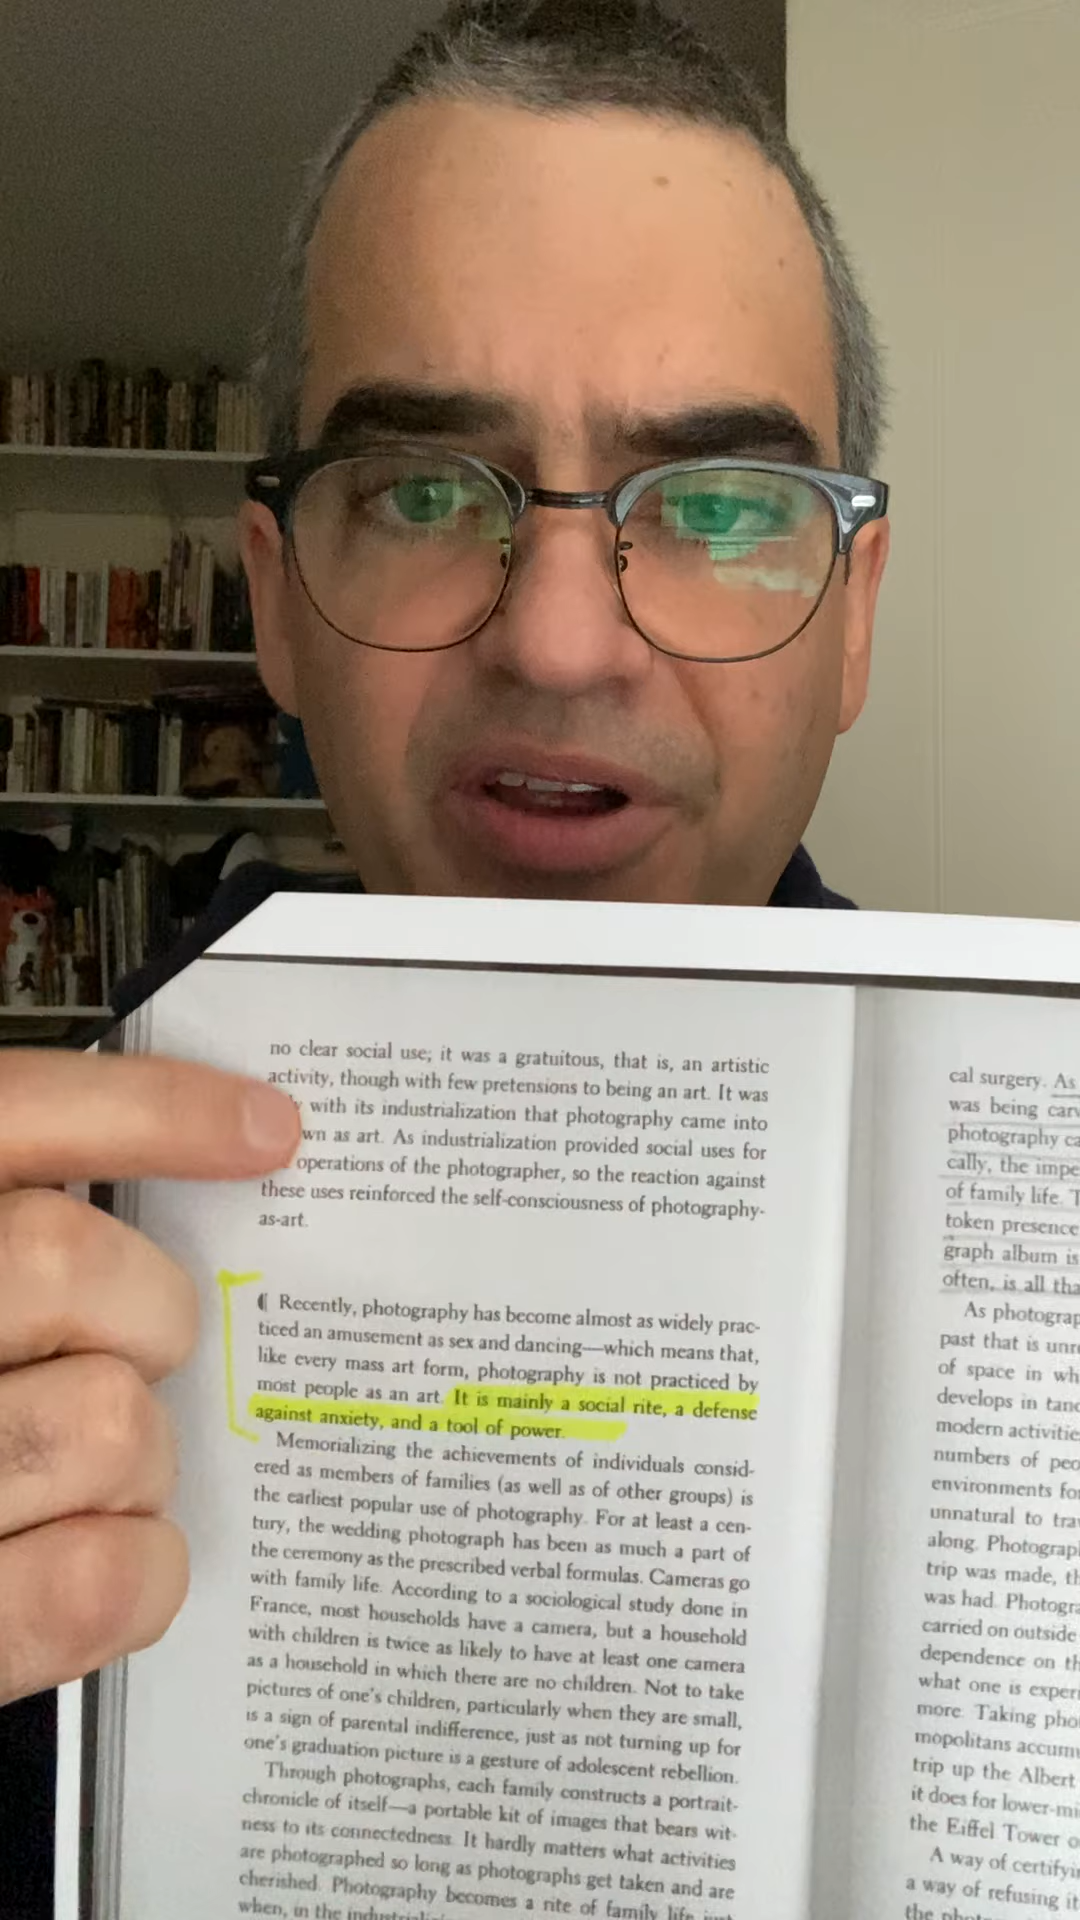 no clear social use; it was a gratuitous, that is, an artistic
activity, though with few pretensions to being an art. It was
with its industrialization that photography came into
as art. As industrialization provided social uses for
operations of the photographer, so the reaction against
these uses reinforced the self-consciousness of photography-
as-art.
Recently, photography has become almost as widely prac-
ticed an amusement as sex and dancing—which means that,
like every mass art form, photography is not practiced by
most people as an art. It is mainly a social rite, a defense
against anxiety, and a tool of power.
Memorializing the achievements of individuals consid-
ered as members of families (as well as of other groups) is
the earliest popular use of photography. For at least a cen-
tury, the wedding photograph has been as much a part of
the ceremony as the prescribed verbal formulas. Cameras go
with family life. According to a sociological study done in
France, most households have a camera, but a household
with children is twice as likely to have at least one camera
as a household in which there are no children. Not to take
pictures of one's children, particularly when they are small,
is a sign of parental indifference, just as not turning up for
one's graduation picture is a gesture of adolescent rebellion.
Through photographs, each family constructs a portrait-
chronicle of itself—a portable kit of images that bears wit-
ness to its connectedness. It hardly matters what activities
are photographed so long as photographs get taken and are
cherished. Photography becomes a rite of family life just
when, in the
cal surgery. As
was being
photography
cally, the
of family life.
token presence
graph album is
often, is all
As
past that is
of space in
develops in
modern
numbers of
environments
unnatural to
along.
trip was made,
was had.
carried on outside
dependence on
what one is
more. Taking
mopolitans
trip up the Albert
it does for
the Eiffel Tower
A way of
a way of refusing it
the